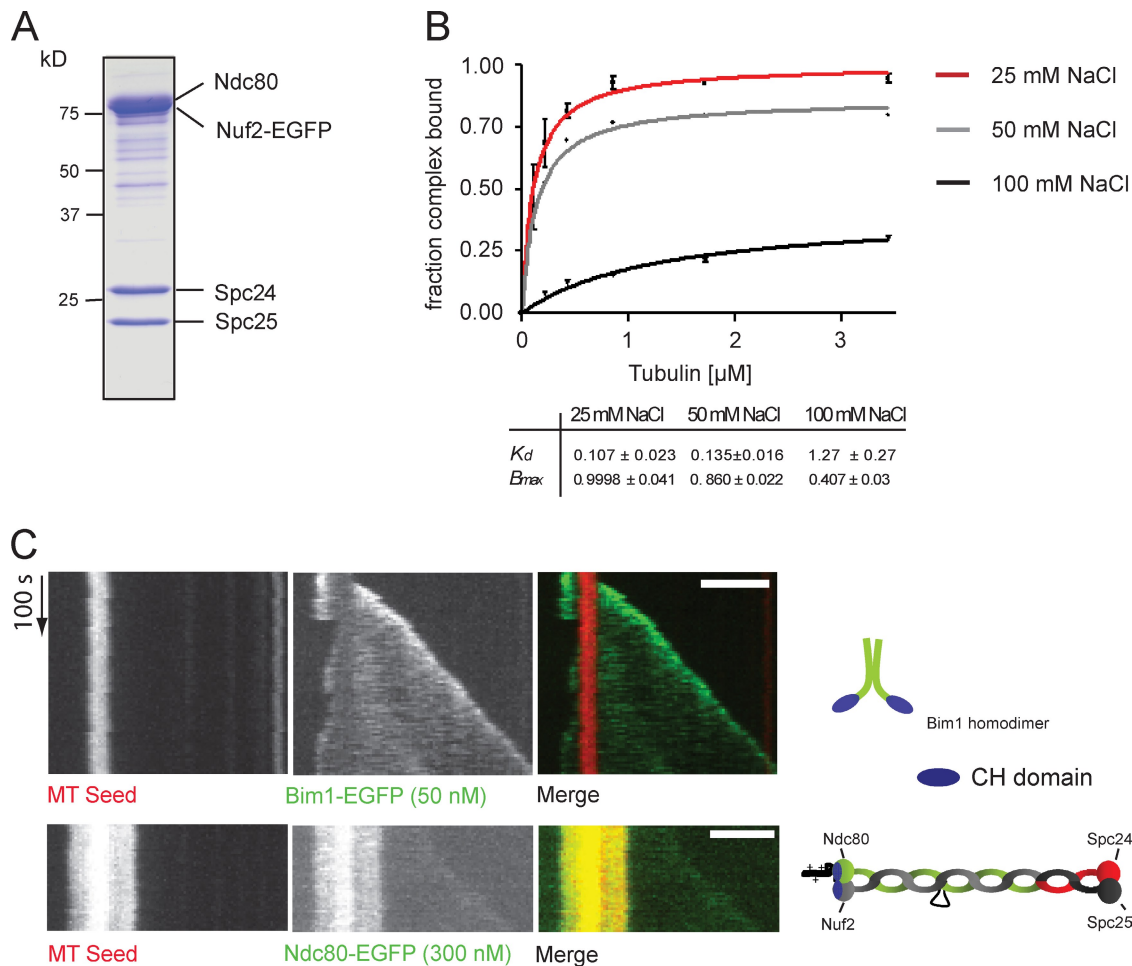 A
kD
75
50
37
25
Ndc80
Nuf2-EGFP
Spc24
Spc25
B
fraction complex bound
1.00
0.70
0.50
0.25
0.00
0 1 2 3
Tubulin [µM]
25 mM NaCl
50 mM NaCl
100 mM NaCl
25 mM NaCl 50 mM NaCl 100 mM NaCl
Kd 0.107 ± 0.023 0.135±0.016 1.27 ± 0.27
Bmax 0.9998 ± 0.041 0.860 ± 0.022 0.407 ± 0.03
C
100 s
MT Seed Bim1-EGFP (50 nM) Merge
MT Seed Ndc80-EGFP (300 nM) Merge
Bim1 homodimer
CH domain
Ndc80 Spc24
++
+
Nuf2 Spc25